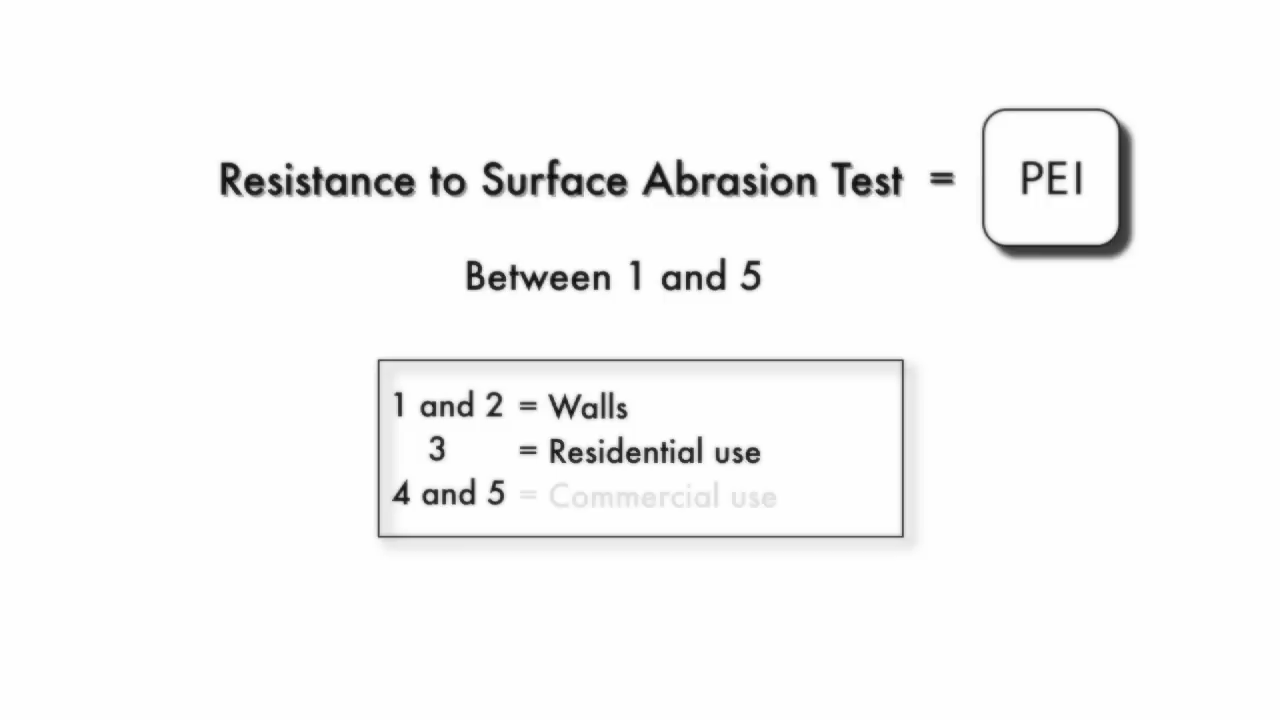 Resistance to Surface Abrasion Test = PEI
Between 1 and 5
1 and 2 = Walls
3 = Residential use
4 and 5 = Commercial use